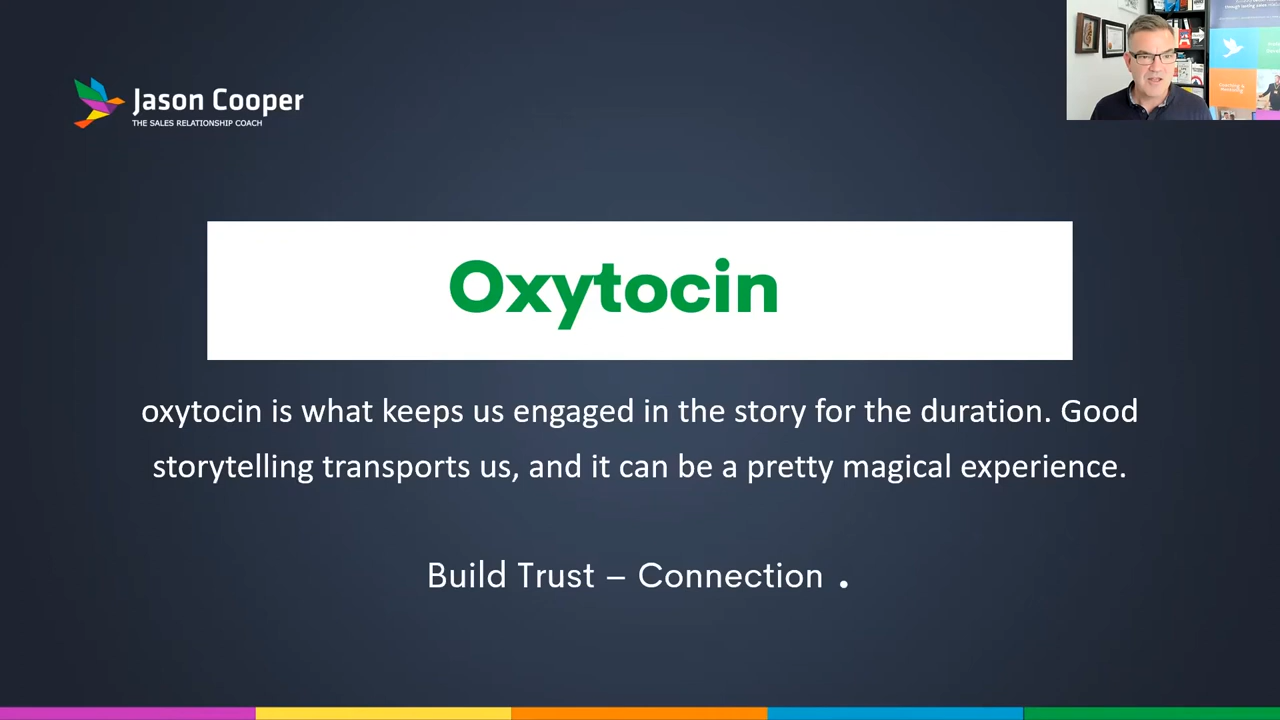 Jason Cooper
THE SALES RELATIONSHIP COACH
Oxytocin
oxytocin is what keeps us engaged in the story for the duration. Good
storytelling transports us, and it can be a pretty magical experience.
Build Trust – Connection .